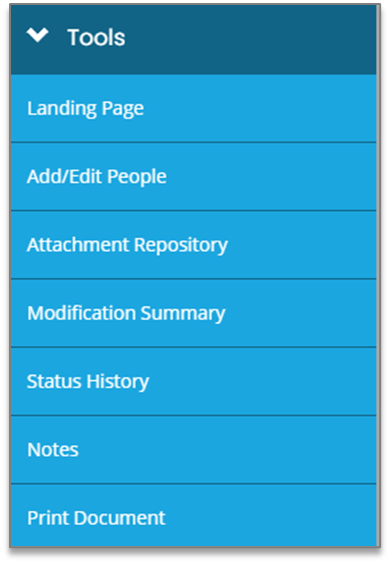 Tools
Landing Page
Add/Edit People
Attachment Repository
Modification Summary
Status History
Notes
Print Document